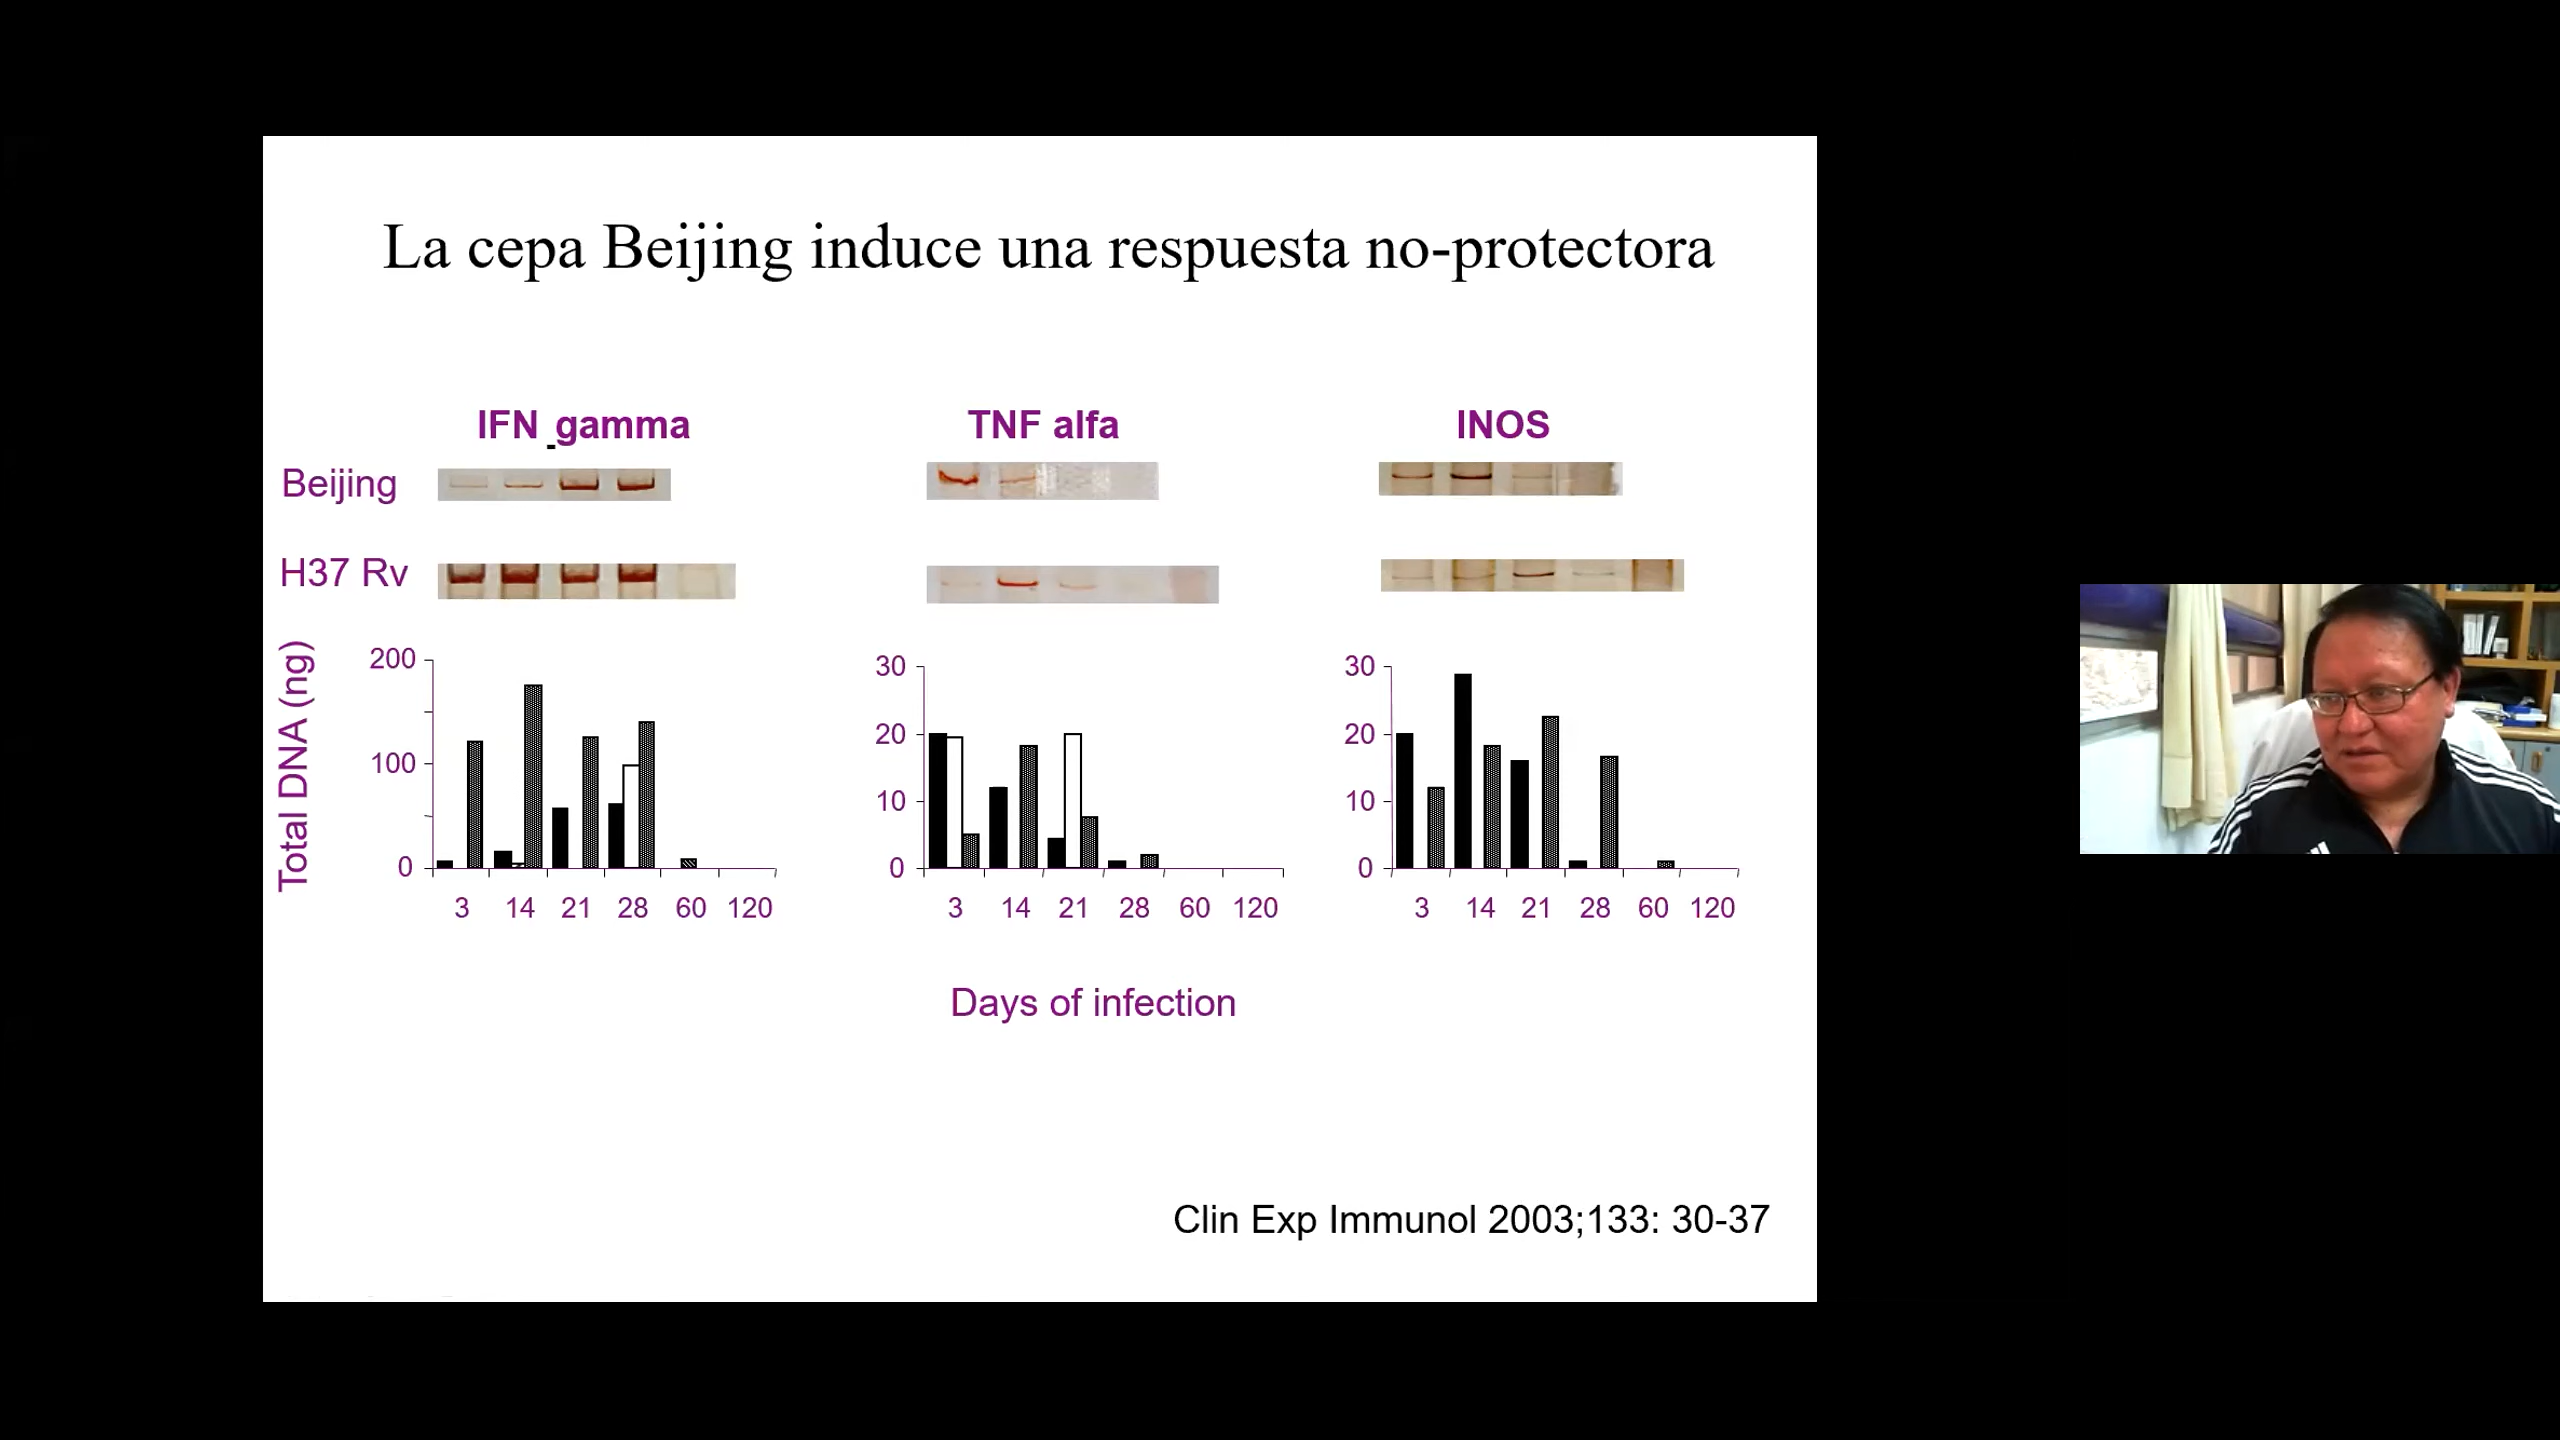 La cepa Beijing induce una respuesta no-protectora
IFN gamma
TNF alfa
INOS
Beijing
H37 Rv
Total DNA (ng)
200
100
0
3 14 21 28 60 120
30
20
10
0
3 14 21 28 60 120
30
20
10
0
3 14 21 28 60 120
Days of infection
Clin Exp Immunol 2003;133: 30-37